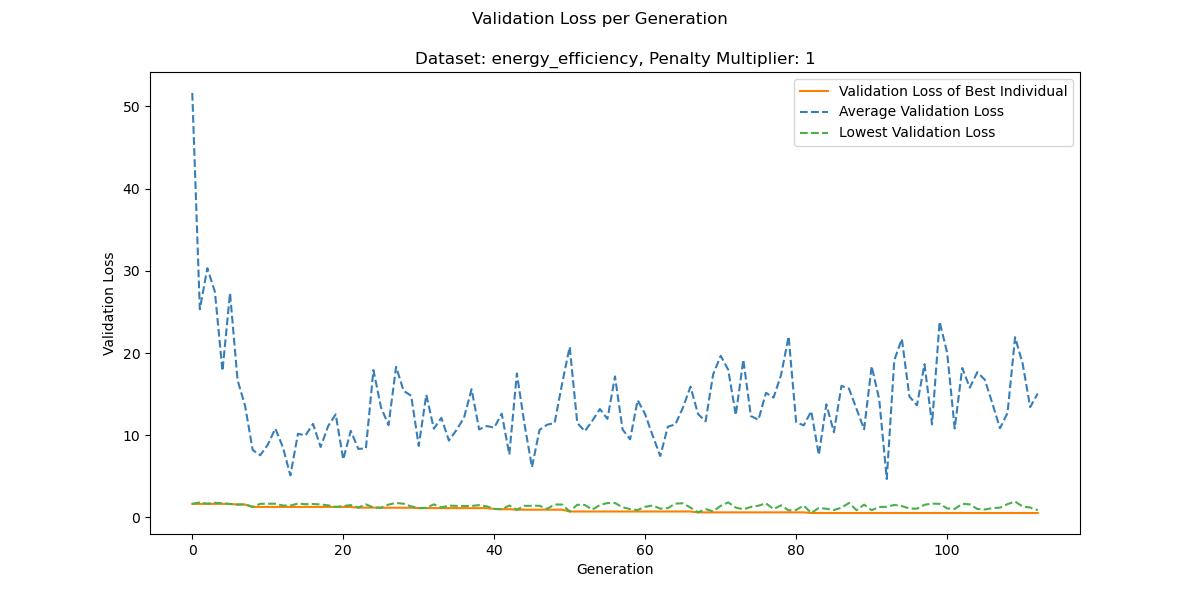 Validation Loss per Generation
Dataset: energy_efficiency, Penalty Multiplier: 1
Validation Loss of Best Individual
Average Validation Loss
Lowest Validation Loss
50
40
30
20
10
0
Validation Loss
0 20 40 60 80 100
Generation